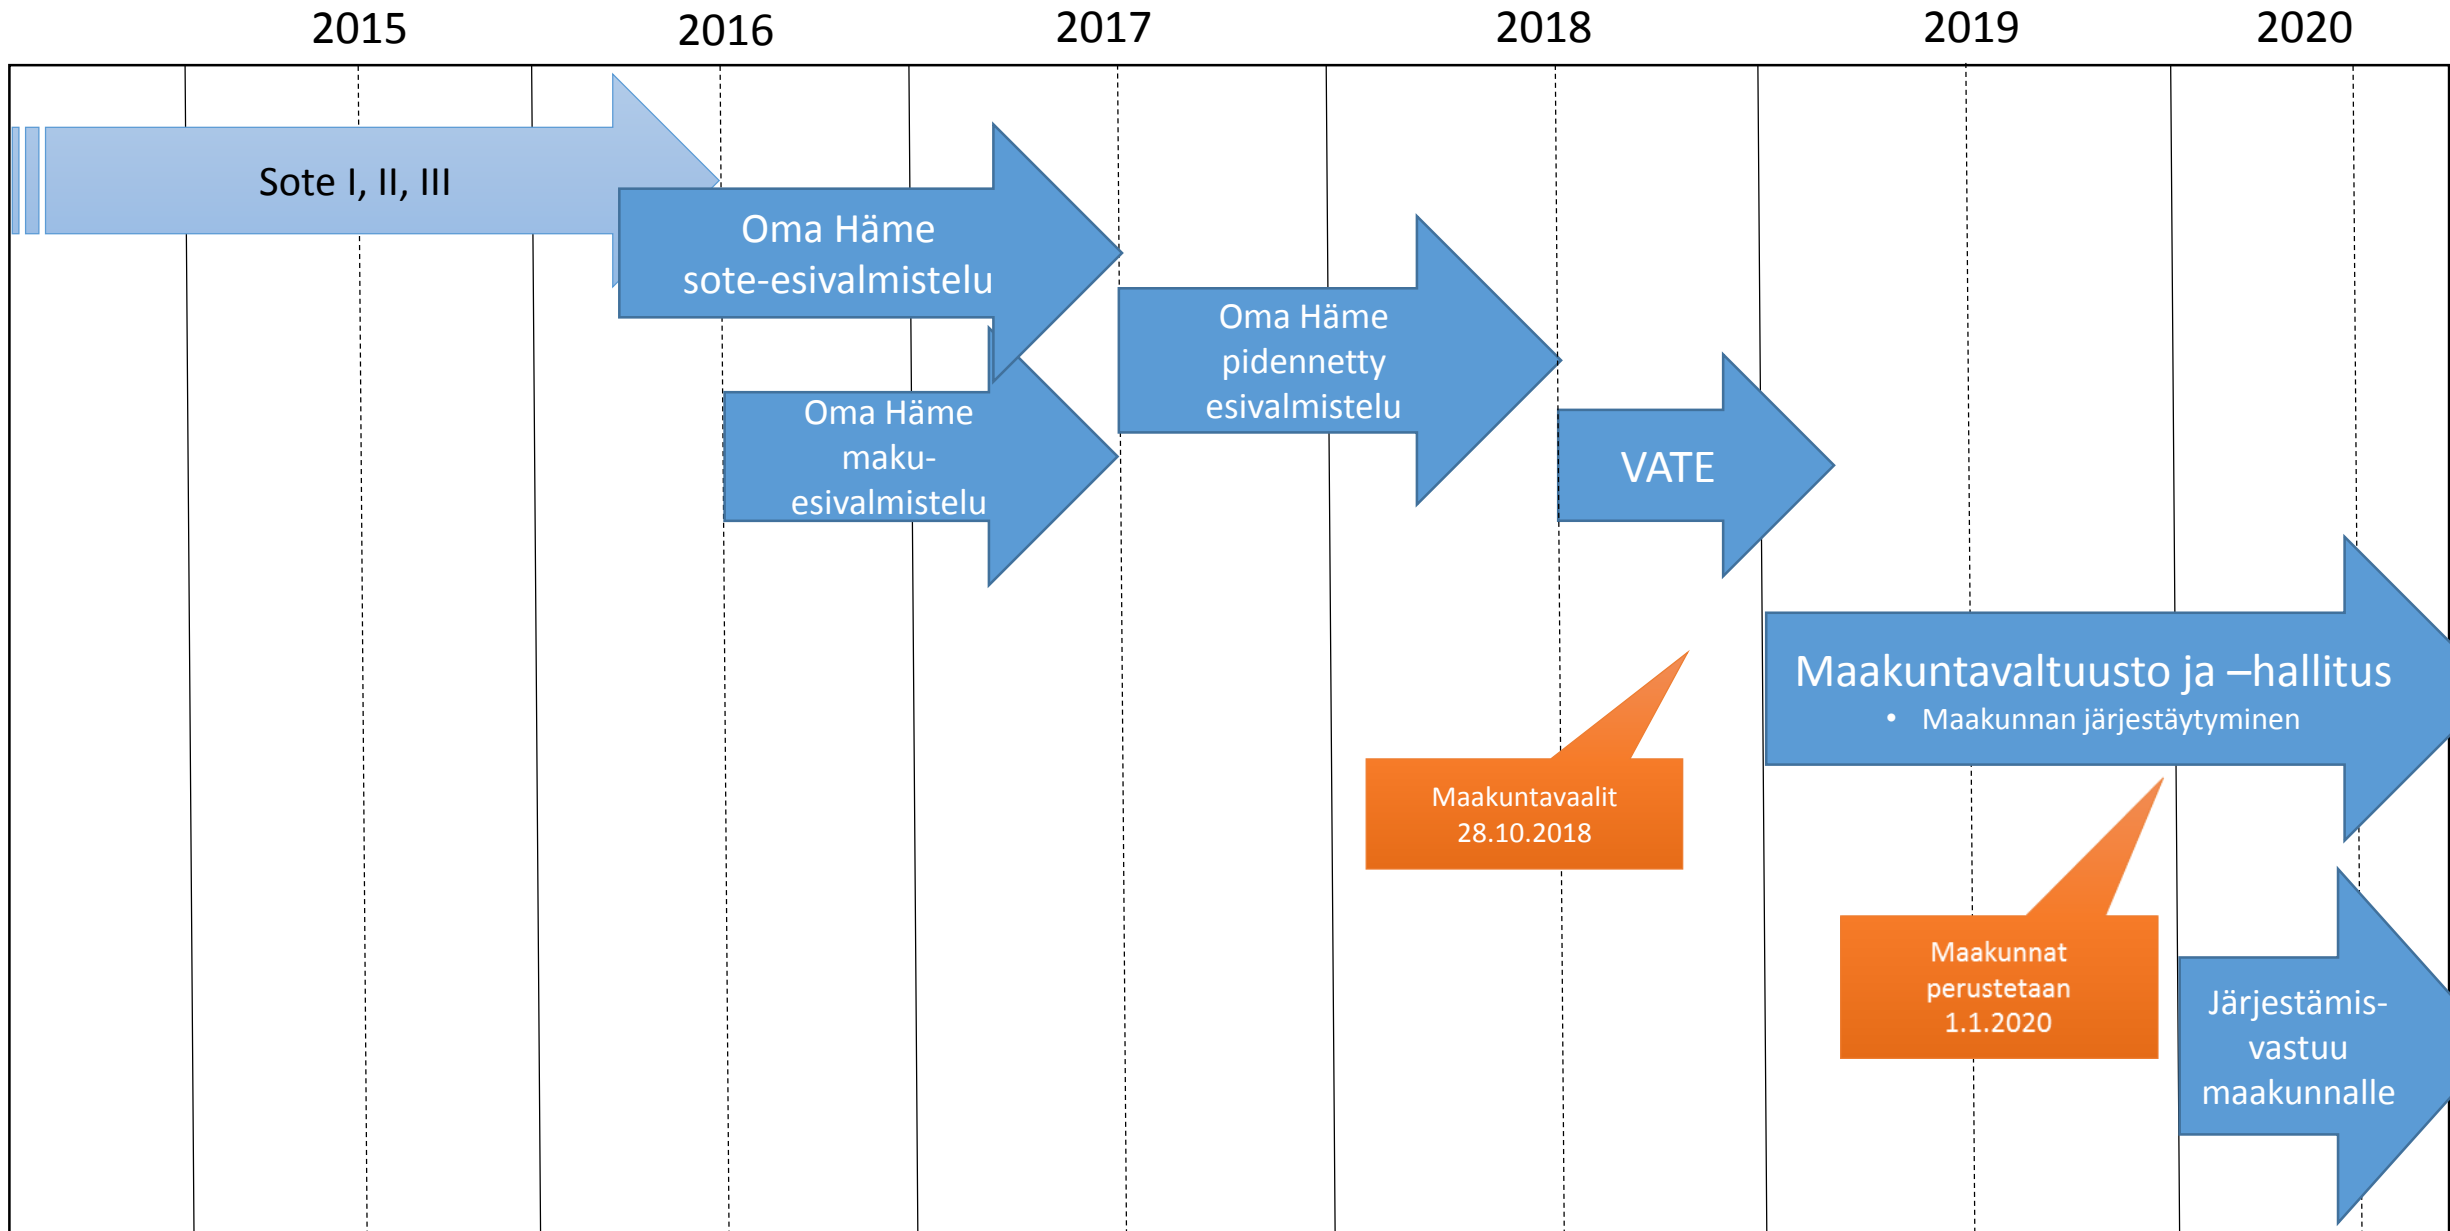 2015
2016
2017
2018
2019
2020
Sote I, II, III
Oma Häme
sote-esivalmistelu
Oma Häme
maku-
esivalmistelu
Oma Häme
pidennetty
esivalmistelu
VATE
Maakuntavaltuusto ja –hallitus
• Maakunnan järjestäytyminen
Maakuntavaalit
28.10.2018
Maakunnat
perustetaan
1.1.2020
Järjestämis-
vastuu
maakunnalle